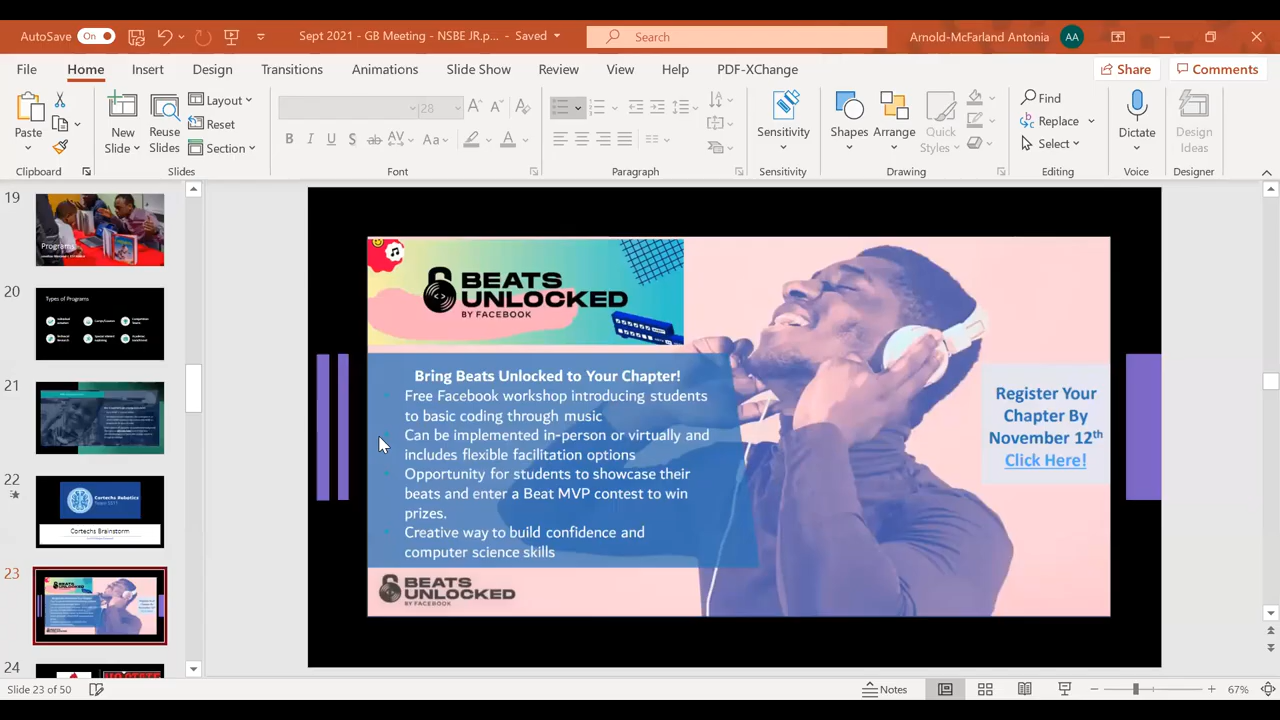 AutoSave On
Sept 2021 - GB Meeting - NSBE JR.p... - Saved
Search
Arnold-McFarland Antonia AA
File Home Insert Design Transitions Animations Slide Show Review View Help PDF-XChange Share Comments
Paste
New Slide
Reuse Slides
Layout
Reset
Section
28
Sensitivity
Shapes
Arrange
Quick Styles
Find
Replace
Select
Dictate
Design Ideas
Clipboard Slides Font Paragraph Sensitivity Drawing Editing Voice Designer
19
Programs
20
Types of Programs
21
22
Cortechs Robotics
Cortechs Brainstorm
23
24
BEATS
UNLOCKED
BY FACEBOOK
Bring Beats Unlocked to Your Chapter!
Free Facebook workshop introducing students
to basic coding through music
Can be implemented in-person or virtually and
includes flexible facilitation options
Opportunity for students to showcase their
beats and enter a Beat MVP contest to win
prizes.
Creative way to build confidence and
computer science skills
BEATS
UNLOCKED
BY FACEBOOK
Register Your
Chapter By
November 12th
Click Here!
Slide 23 of 50
Notes
67%